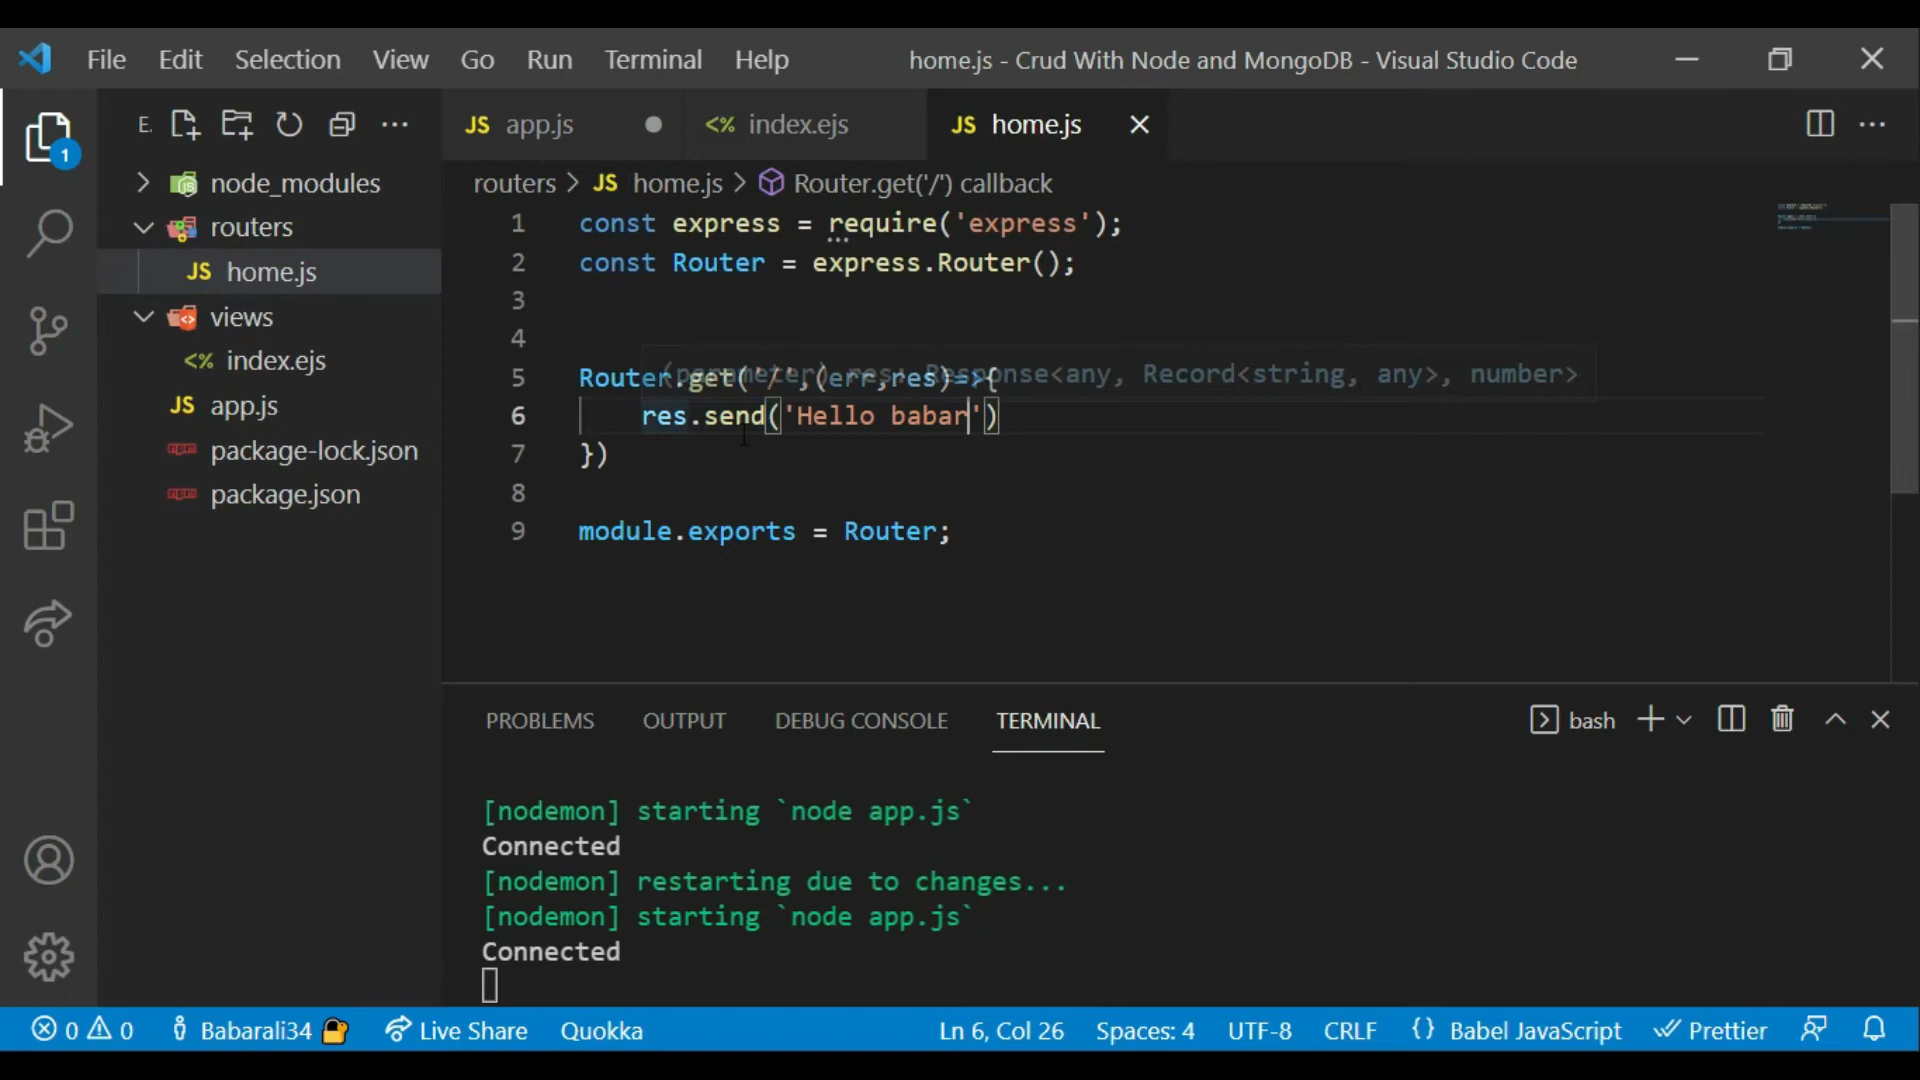 File Edit Selection View Go Run Terminal Help home.js - Crud With Node and MongoDB - Visual Studio Code
E.
JS app.js <% index.ejs JS home.js
1
node_modules
routers
JS home.js
views
<% index.ejs
JS app.js
package-lock.json
package.json
routers > JS home.js > Router.get('/') callback
1 const express = require('express');
2 const Router = express.Router();
3
4
(parameter) res: Response<any, Record<string, any>, number>
5 Router.get('/',(err,res)=>{
6 res.send('Hello babar')
7 })
8
9 module.exports = Router;
PROBLEMS OUTPUT DEBUG CONSOLE TERMINAL bash
[nodemon] starting `node app.js`
Connected
[nodemon] restarting due to changes...
[nodemon] starting `node app.js`
Connected
0 0 Babarali34 Live Share Quokka Ln 6, Col 26 Spaces: 4 UTF-8 CRLF {} Babel JavaScript Prettier